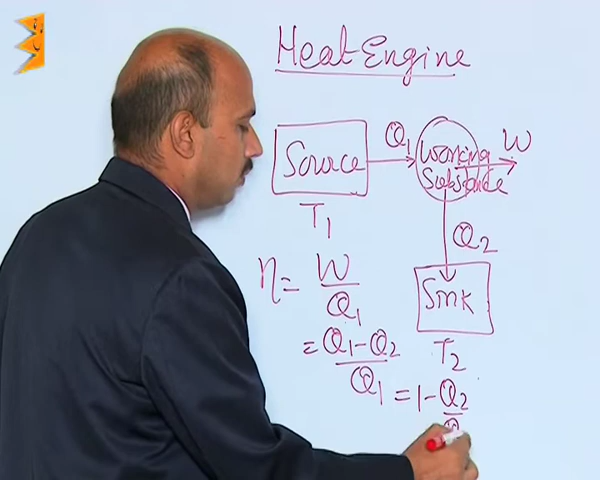 Heat Engine
Source
Q₁
Working
Substance
W
T₁
Q₂
Sink
T₂
η = W/Q₁
= Q₁-Q₂/Q₁ = 1-Q₂/Q